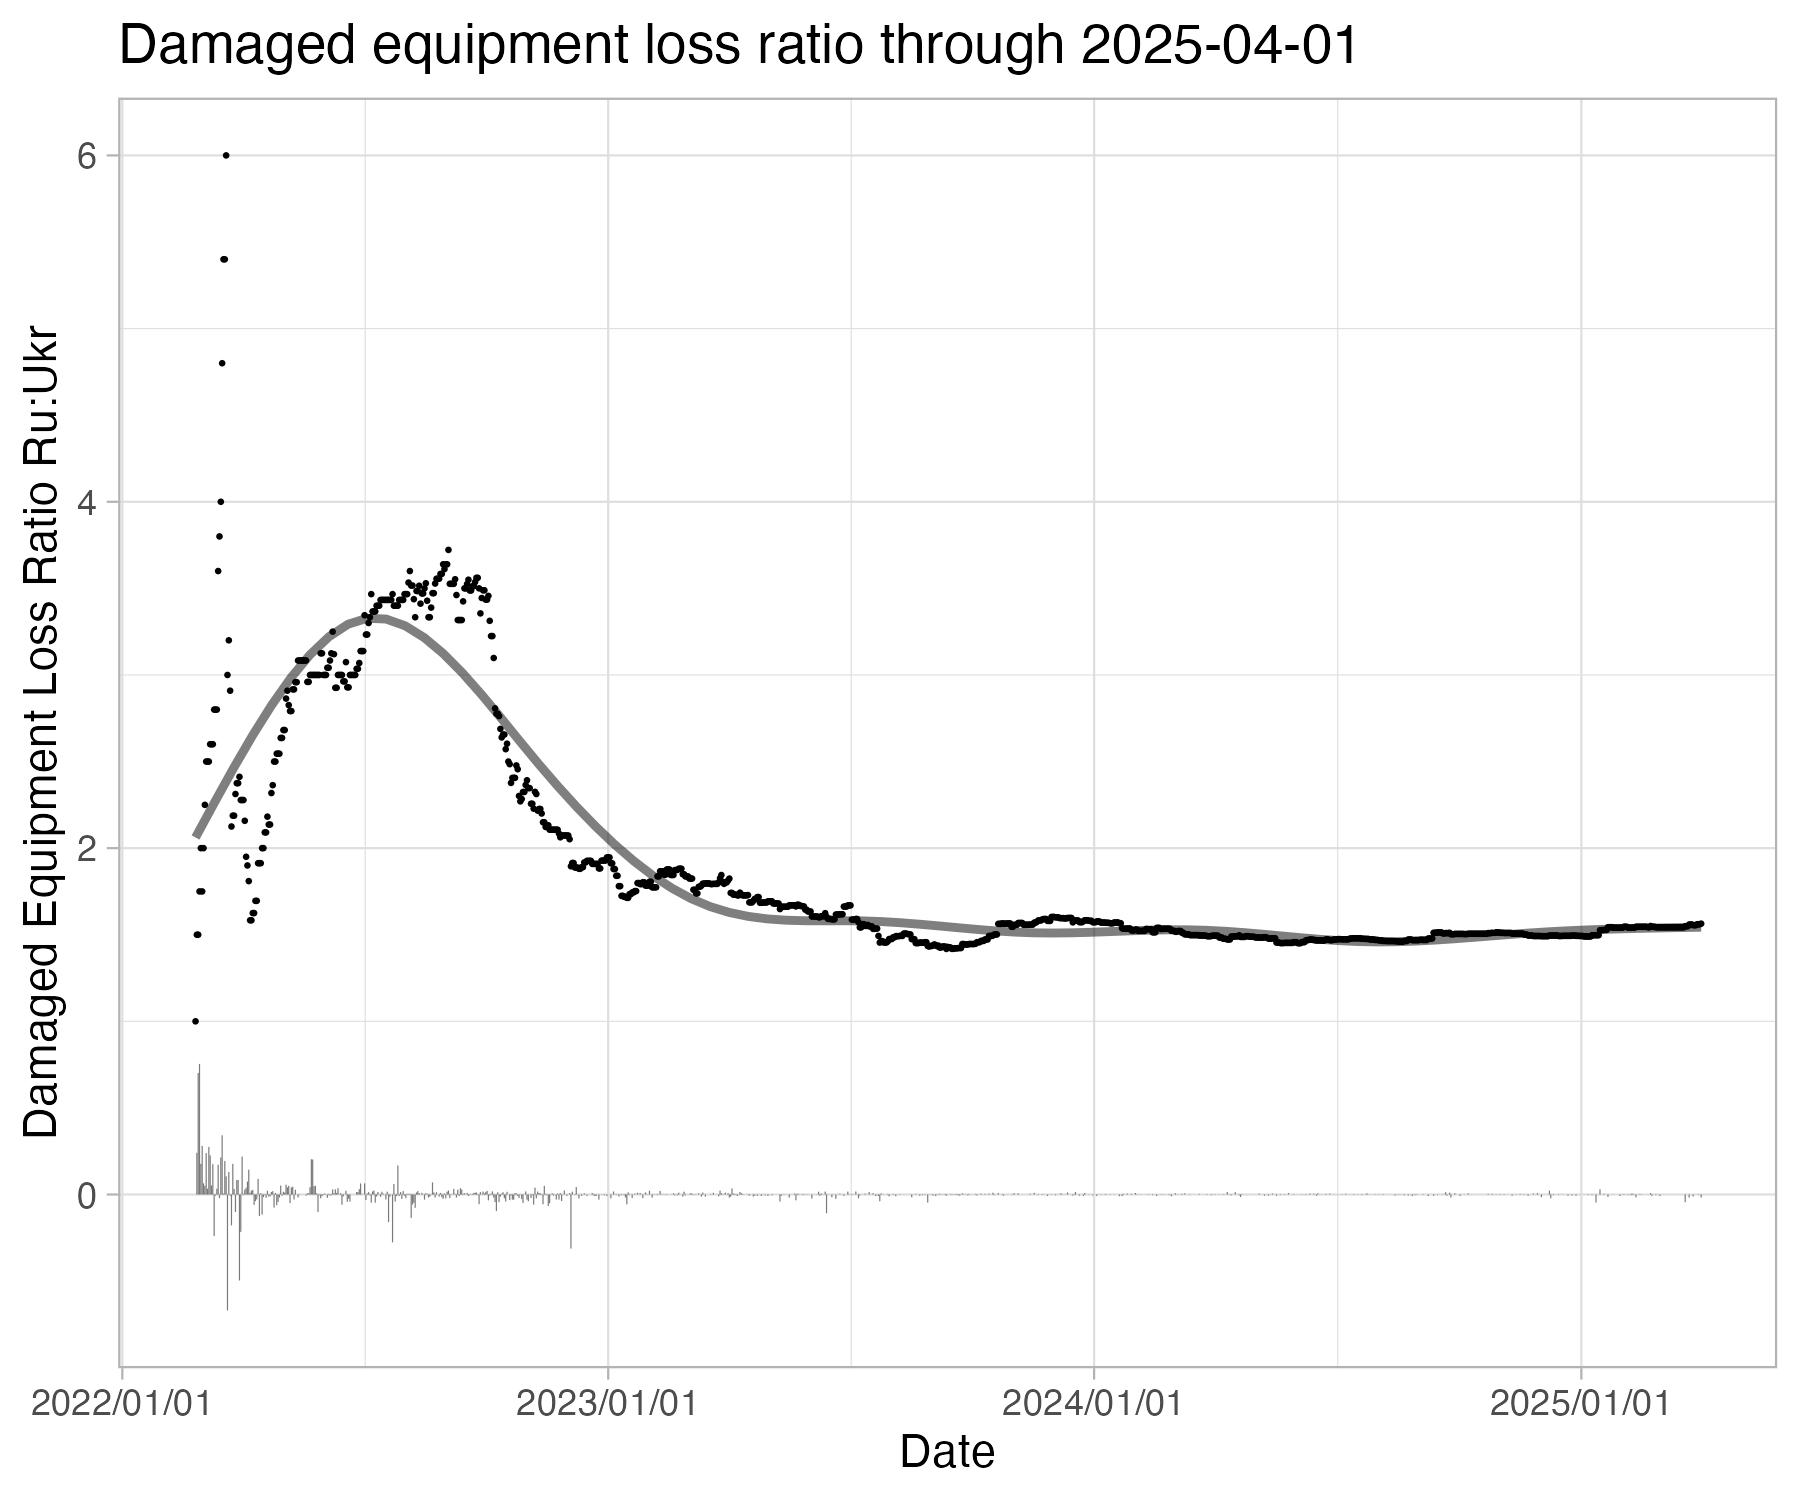 Damaged equipment loss ratio through 2025-04-01
Damaged Equipment Loss Ratio Ru:Ukr
6
4
2
0
2022/01/01
2023/01/01
2024/01/01
2025/01/01
Date